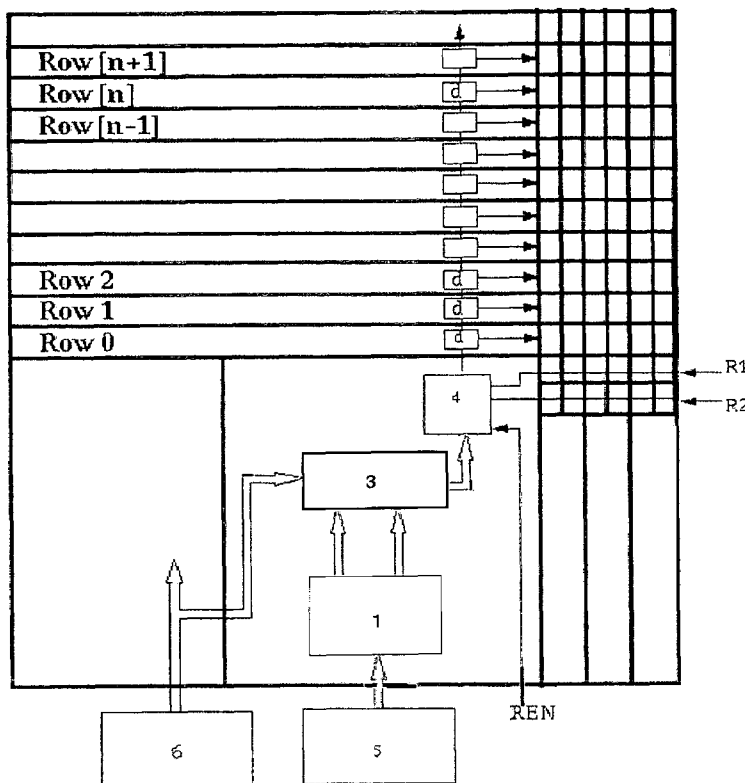 Row [n+1]
Row [n]
d
Row [n-1]
Row 2
d
Row 1
d
Row 0
d
R1
4
R2
3
1
REN
6
5